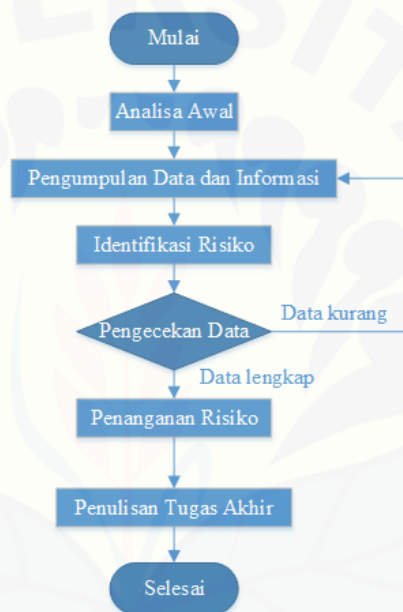 Mulai
Analisa Awal
Pengumpulan Data dan Informasi
Identifikasi Risiko
Pengecekan Data
Data kurang
Data lengkap
Penanganan Risiko
Penulisan Tugas Akhir
Selesai